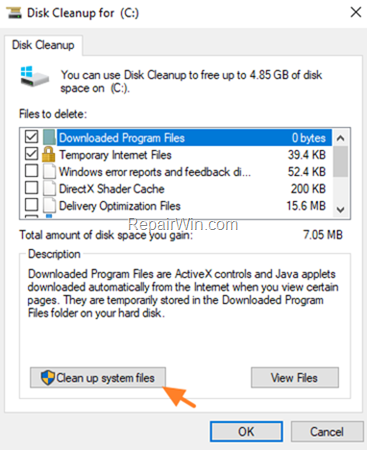 Disk Cleanup for (C:)
Disk Cleanup
You can use Disk Cleanup to free up to 4.85 GB of disk
space on (C:).
Files to delete:
Downloaded Program Files 0 bytes
Temporary Internet Files 39.4 KB
Windows error reports and feedback di... 52.4 KB
DirectX Shader Cache 200 KB
Delivery Optimization Files 15.6 MB
RepairWin.com
Total amount of disk space you gain: 7.05 MB
Description
Downloaded Program Files are ActiveX controls and Java applets
downloaded automatically from the Internet when you view certain
pages. They are temporarily stored in the Downloaded Program
Files folder on your hard disk.
Clean up system files View Files
OK Cancel